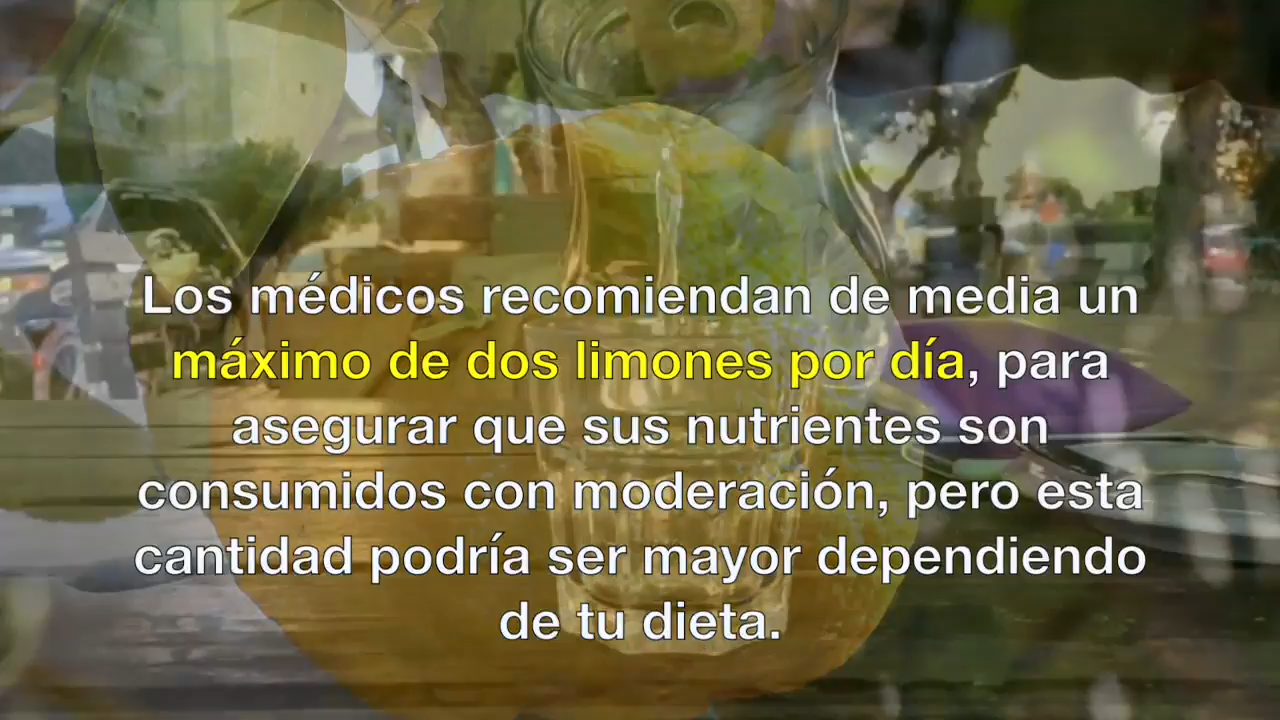 Los médicos recomiendan de media un
máximo de dos limones por día, para
asegurar que sus nutrientes son
consumidos con moderación, pero esta
cantidad podría ser mayor dependiendo
de tu dieta.